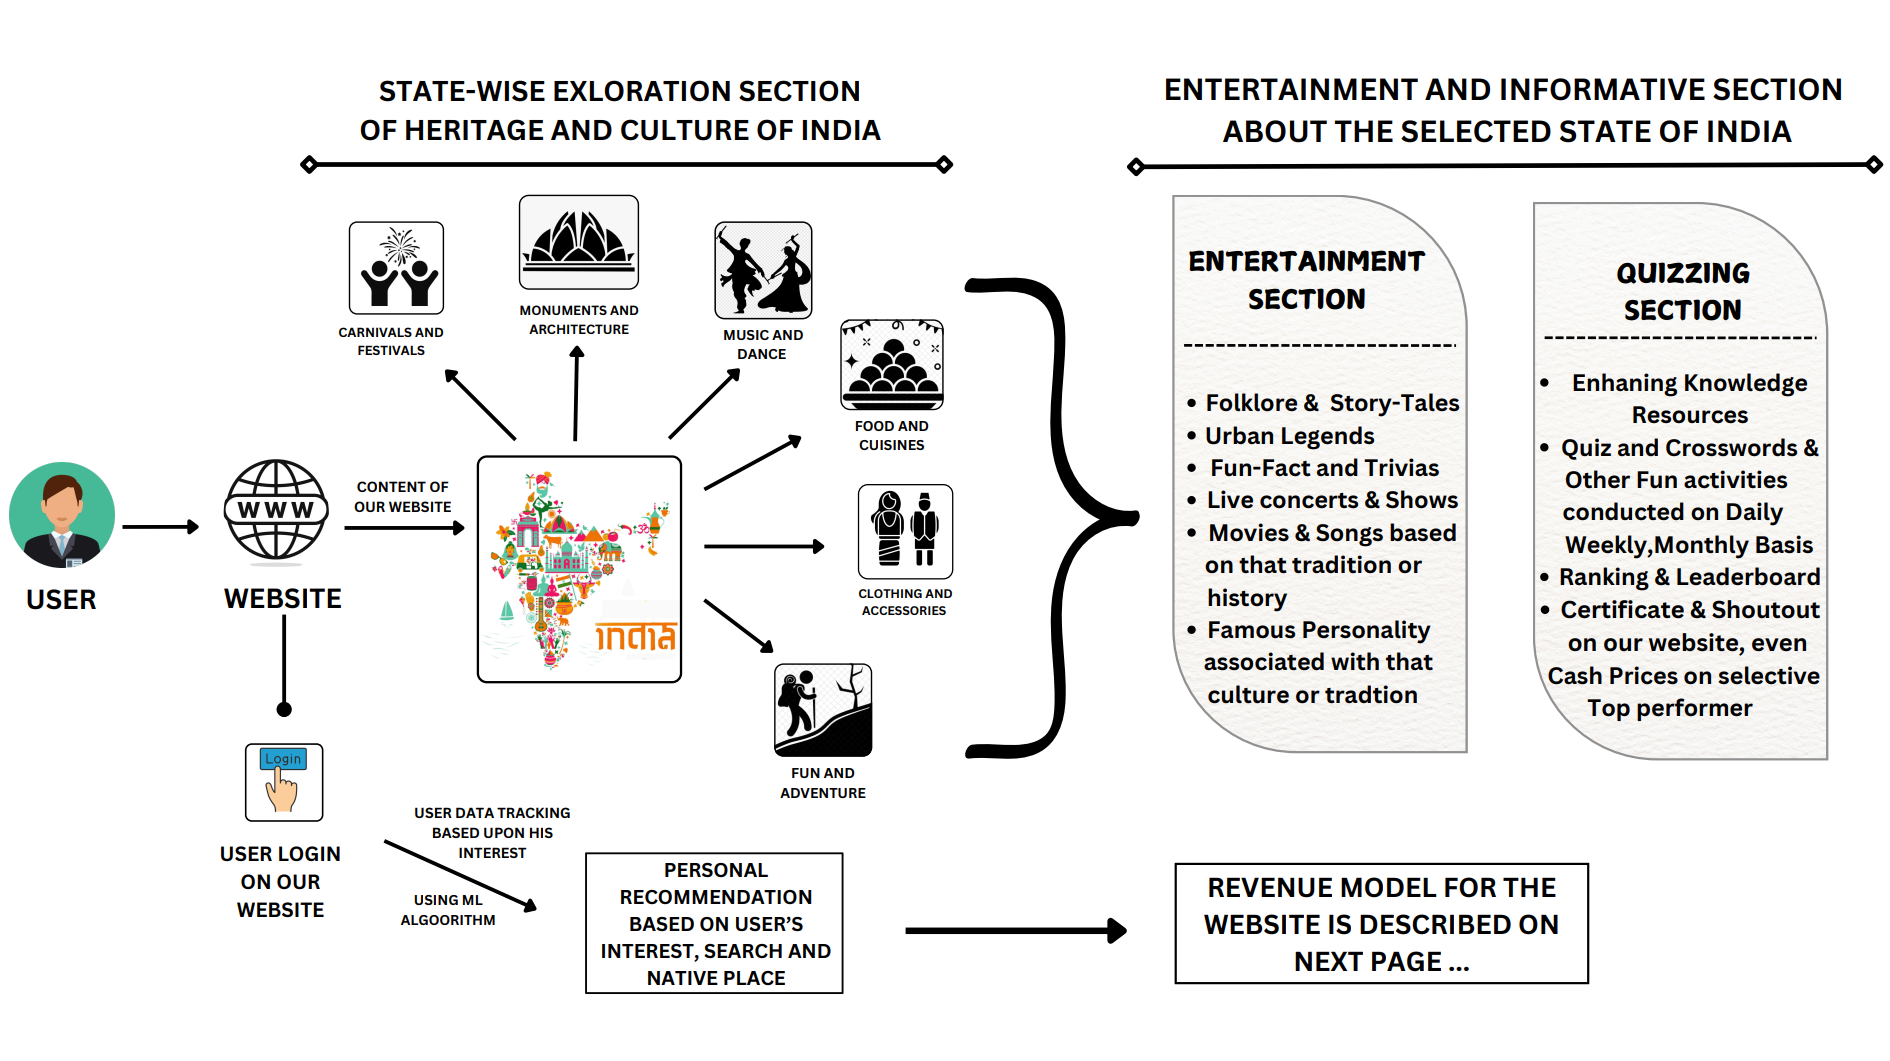 STATE-WISE EXLORATION SECTION
OF HERITAGE AND CULTURE OF INDIA
ENTERTAINMENT AND INFORMATIVE SECTION
ABOUT THE SELECTED STATE OF INDIA
CARNIVALS AND
FESTIVALS
MONUMENTS AND
ARCHITECTURE
MUSIC AND
DANCE
FOOD AND
CUISINES
CLOTHING AND
ACCESSORIES
FUN AND
ADVENTURE
USER
WWW
WEBSITE
CONTENT OF
OUR WEBSITE
india
Login
USER LOGIN
ON OUR
WEBSITE
USER DATA TRACKING
BASED UPON HIS
INTEREST
USING ML
ALGOORITHM
PERSONAL
RECOMMENDATION
BASED ON USER'S
INTEREST, SEARCH AND
NATIVE PLACE
ENTERTAINMENT
SECTION
• Folklore & Story-Tales
• Urban Legends
• Fun-Fact and Trivias
• Live concerts & Shows
• Movies & Songs based
on that tradition or
history
• Famous Personality
associated with that
culture or tradtion
QUIZZING
SECTION
• Enhaning Knowledge
Resources
• Quiz and Crosswords &
Other Fun activities
conducted on Daily
Weekly,Monthly Basis
• Ranking & Leaderboard
• Certificate & Shoutout
on our website, even
Cash Prices on selective
Top performer
REVENUE MODEL FOR THE
WEBSITE IS DESCRIBED ON
NEXT PAGE ...